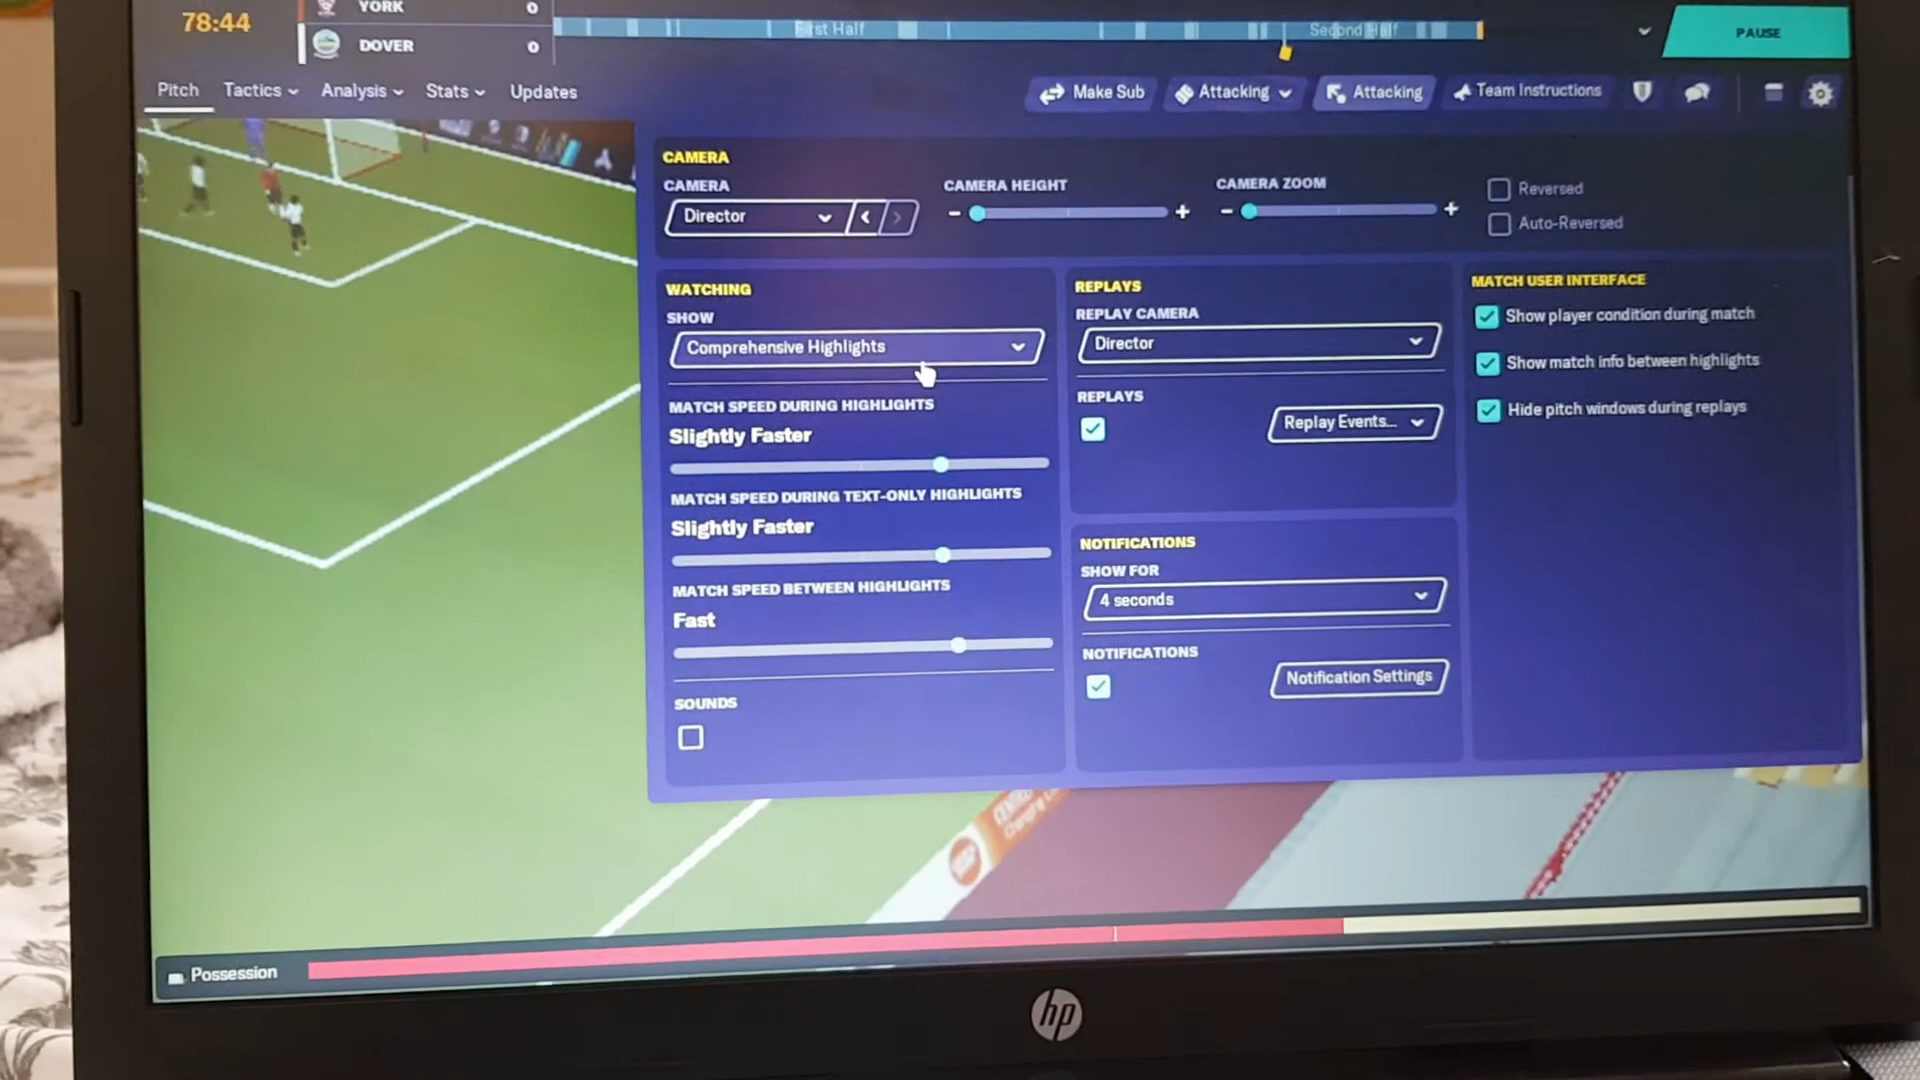 78:44
YORK 0
DOVER 0
First Half
Second Half
PAUSE
Pitch
Tactics
Analysis
Stats
Updates
Make Sub
Attacking
Attacking
Team Instructions
CAMERA
CAMERA
Director
CAMERA HEIGHT
CAMERA ZOOM
Reversed
Auto-Reversed
WATCHING
SHOW
Comprehensive Highlights
MATCH SPEED DURING HIGHLIGHTS
Slightly Faster
MATCH SPEED DURING TEXT-ONLY HIGHLIGHTS
Slightly Faster
MATCH SPEED BETWEEN HIGHLIGHTS
Fast
SOUNDS
REPLAYS
REPLAY CAMERA
Director
REPLAYS
Replay Events...
NOTIFICATIONS
SHOW FOR
4 seconds
NOTIFICATIONS
Notification Settings
MATCH USER INTERFACE
Show player condition during match
Show match info between highlights
Hide pitch windows during replays
Possession
hp